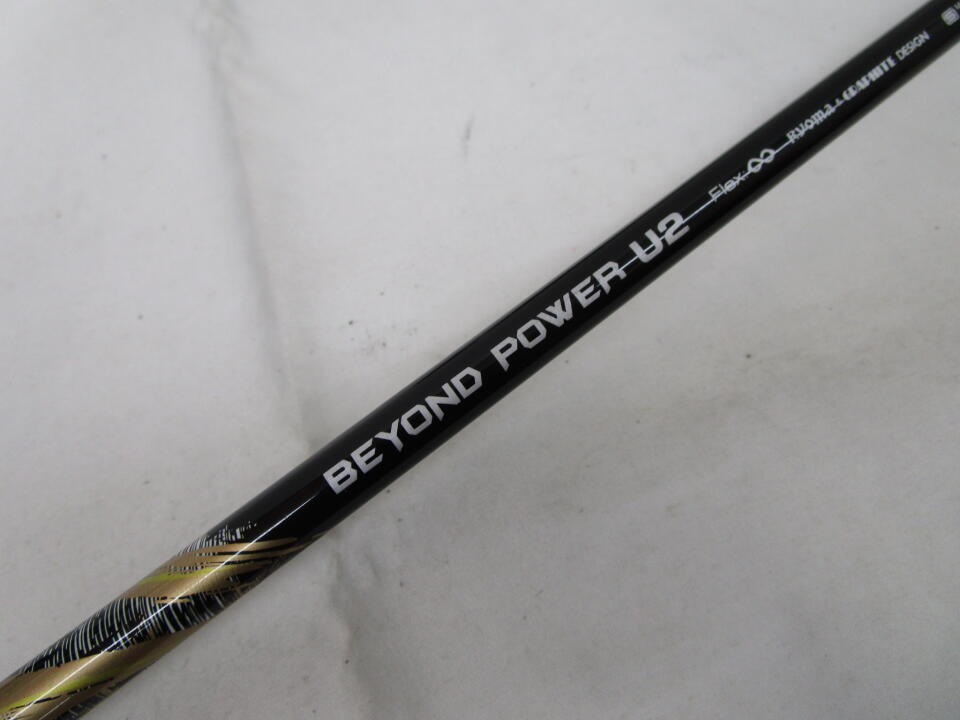 BEYOND POWER U2 Flex:∞ Ryoma & GRAPHITE DESIGN